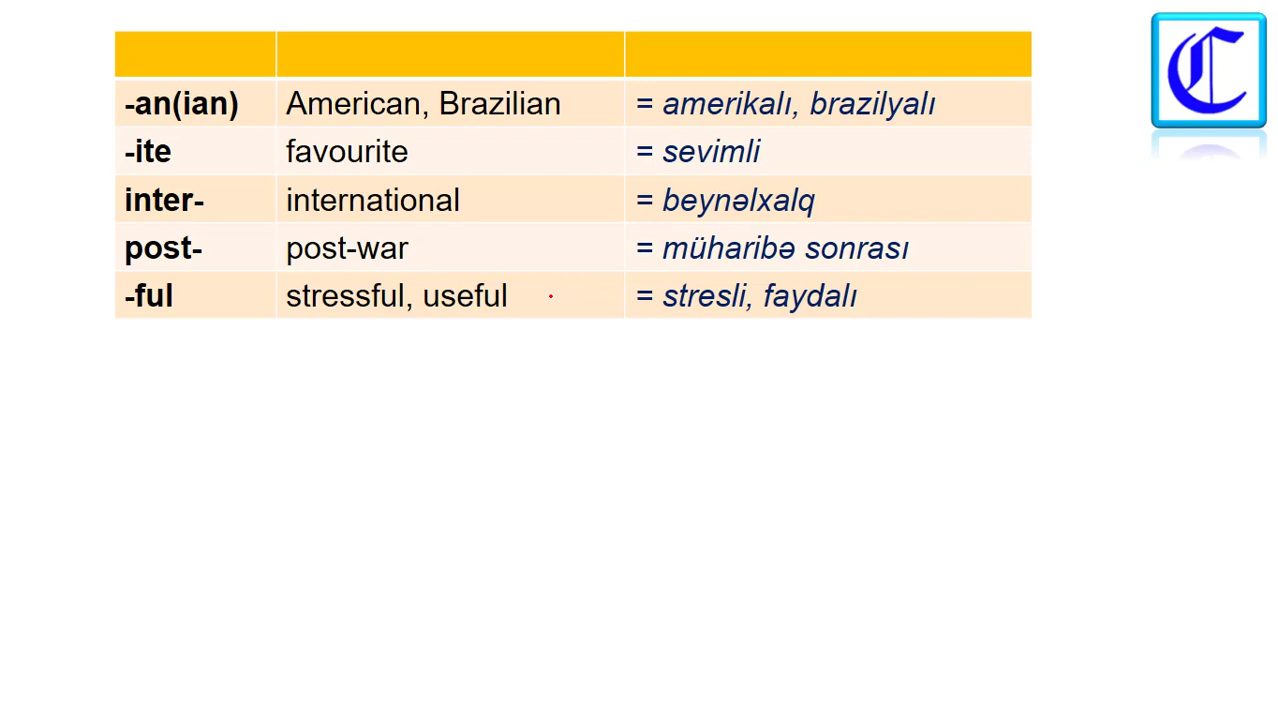 -an(ian) American, Brazilian = amerikalı, brazilyalı
-ite favourite = sevimli
inter- international = beynəlxalq
post- post-war = müharibə sonrası
-ful stressful, useful = stresli, faydalı
C